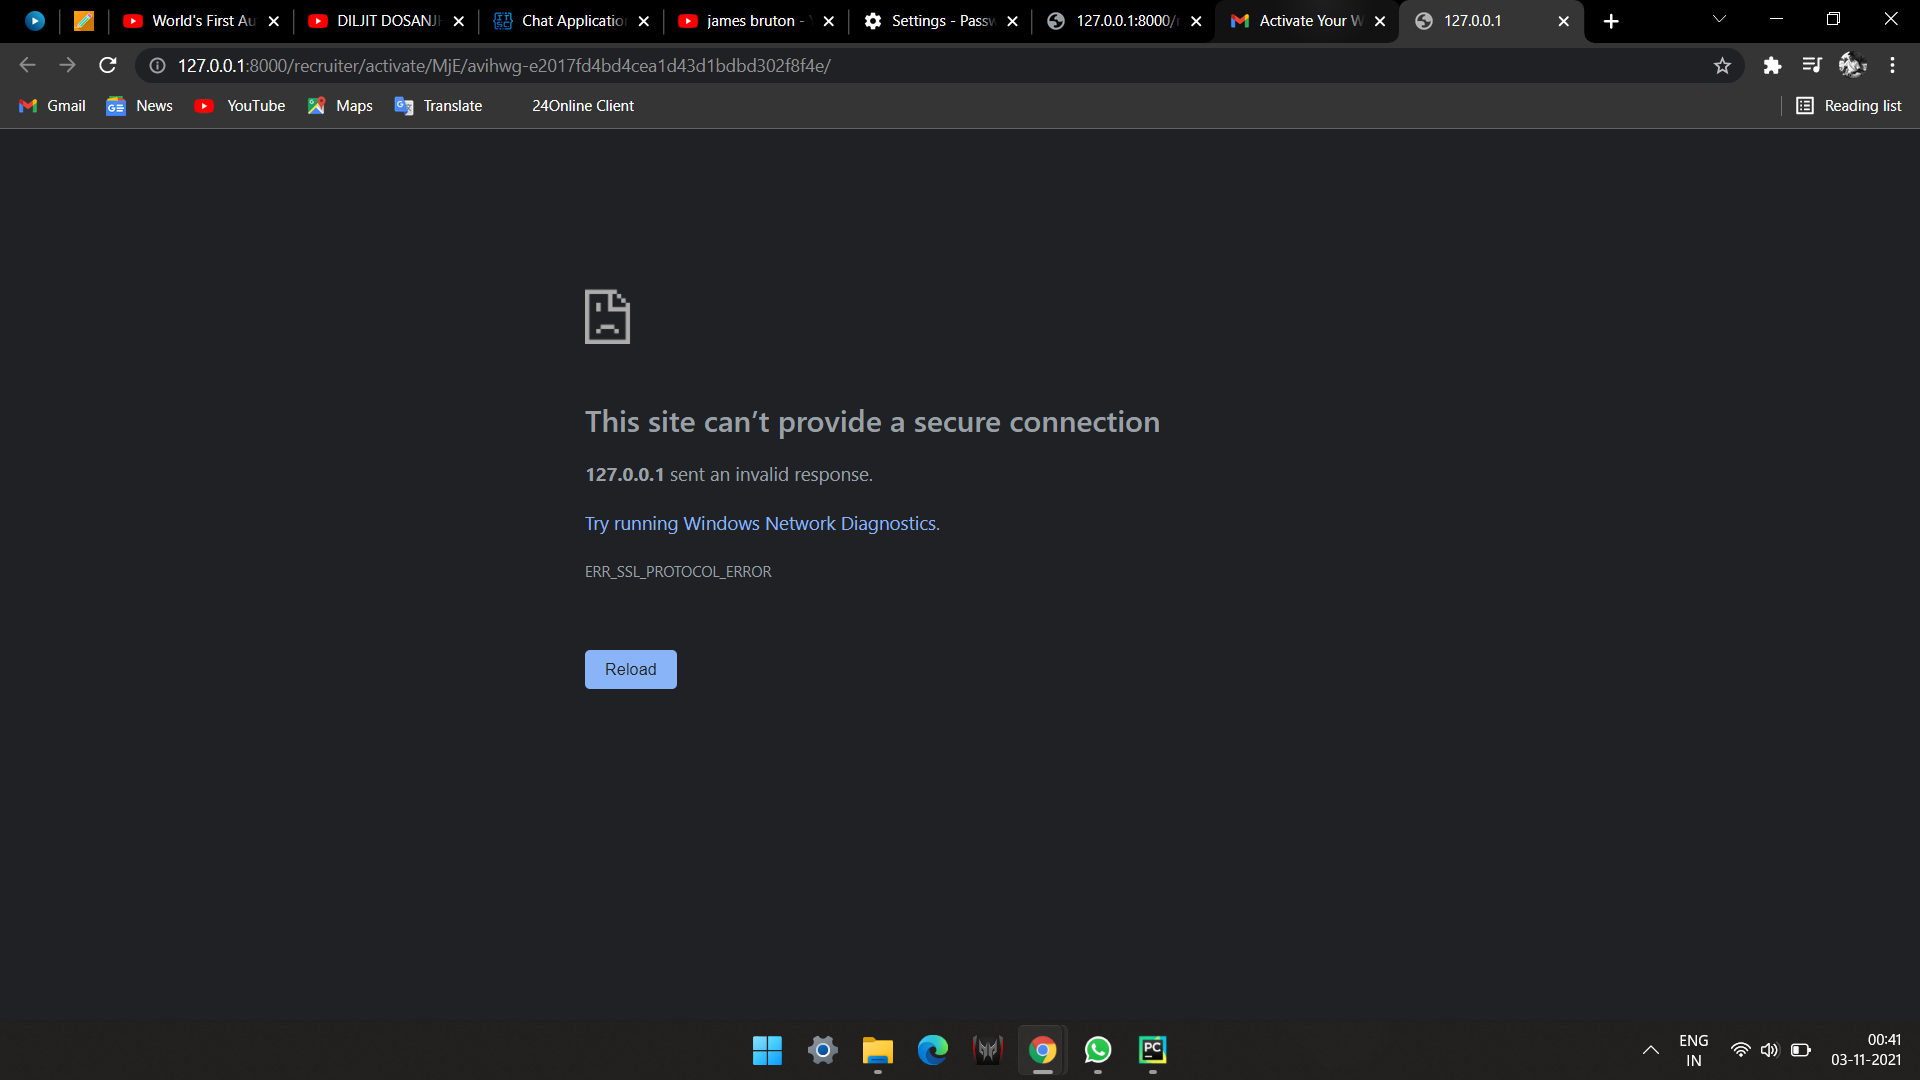 World's First Au
DILJIT DOSANJH
Chat Application
james bruton -
Settings - Passw
127.0.0.1:8000/r
Activate Your W
127.0.0.1
127.0.0.1:8000/recruiter/activate/MjE/avihwg-e2017fd4bd4cea1d43d1bdbd302f8f4e/
Gmail
News
YouTube
Maps
Translate
24Online Client
Reading list
This site can’t provide a secure connection
127.0.0.1 sent an invalid response.
Try running Windows Network Diagnostics.
ERR_SSL_PROTOCOL_ERROR
Reload
PC
ENG
IN
00:41
03-11-2021